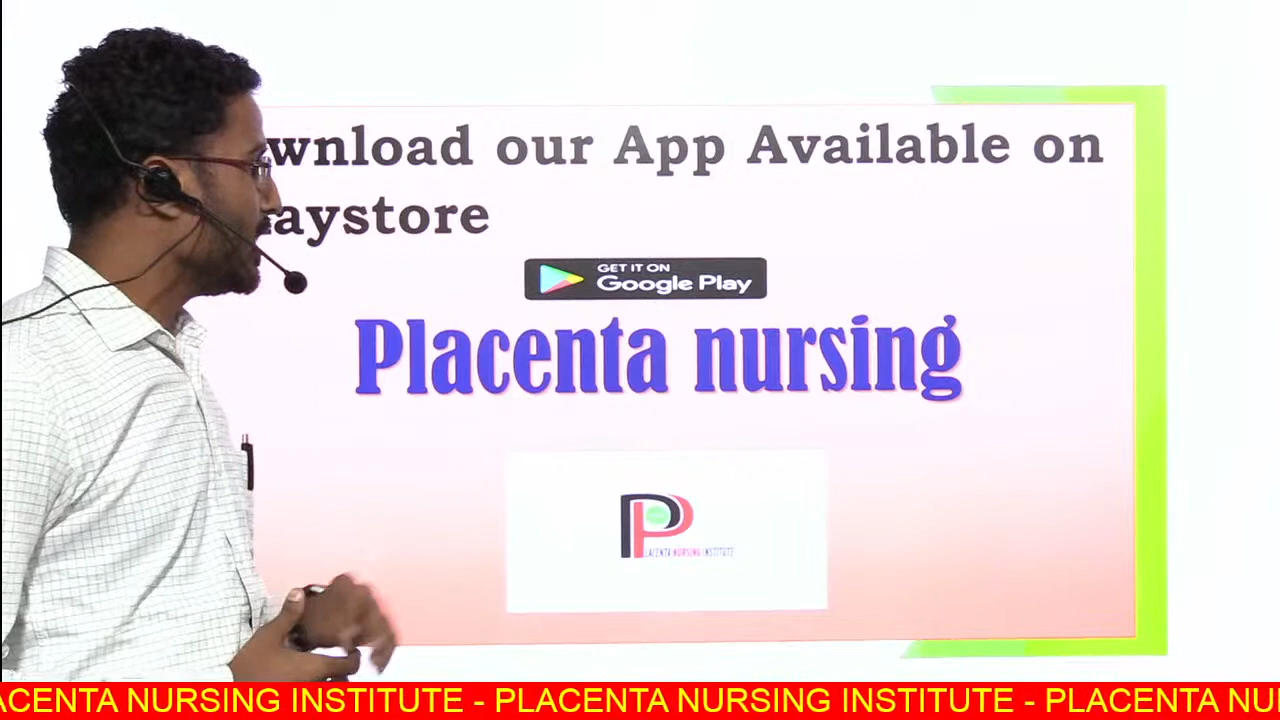 wnload our App Available on
aystore
GET IT ON
Google Play
Placenta nursing
PLACENTA NURSING INSTITUTE
ACENTA NURSING INSTITUTE - PLACENTA NURSING INSTITUTE - PLACENTA NU